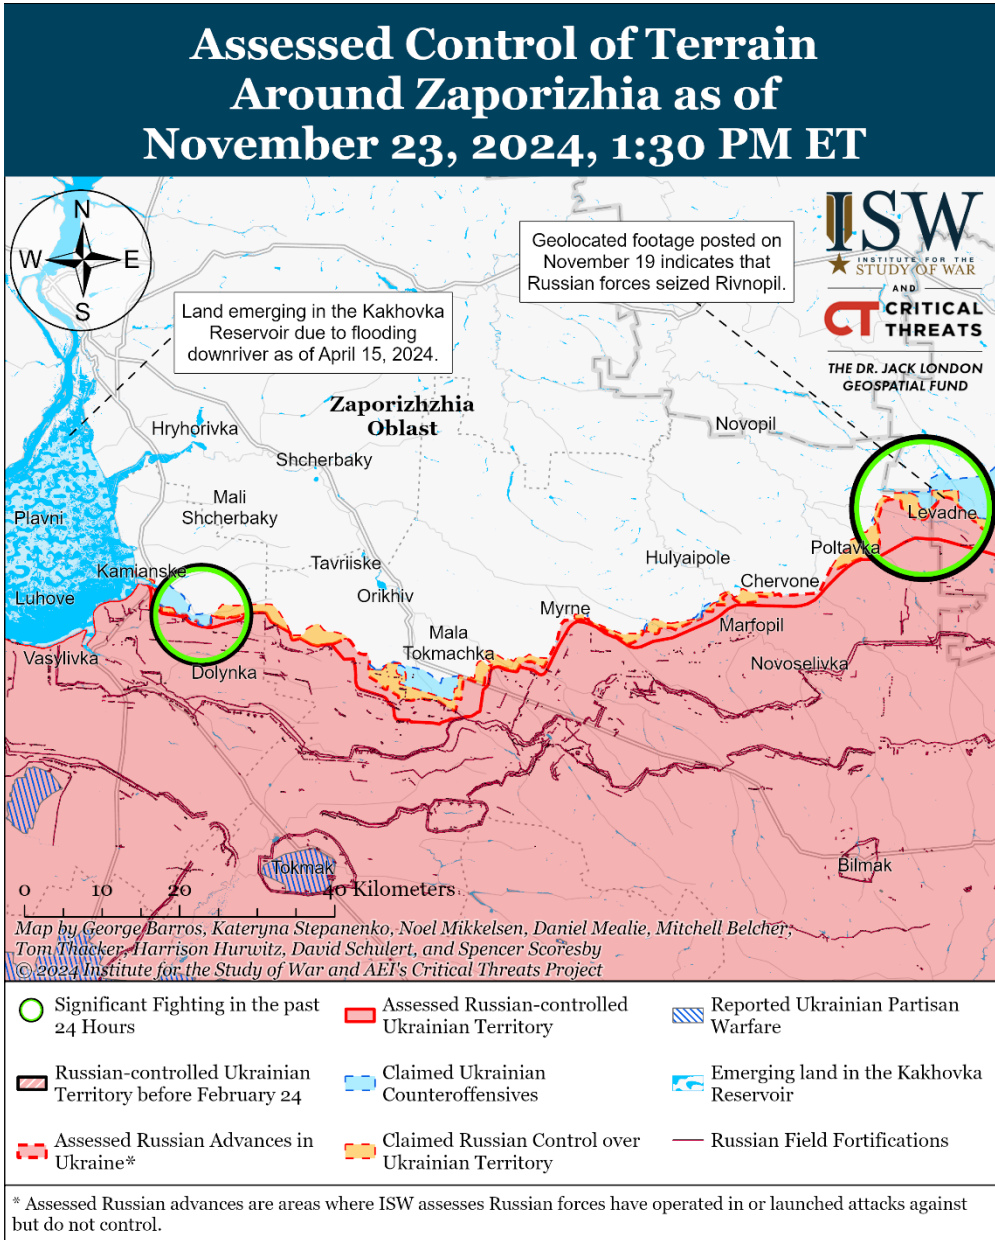 Assessed Control of Terrain
Around Zaporizhia as of
November 23, 2024, 1:30 PM ET
N
W
E
S
Geolocated footage posted on
November 19 indicates that
Russian forces seized Rivnopil.
ISW
INSTITUTE FOR THE
STUDY OF WAR
AND
CT CRITICAL
THREATS
THE DR. JACK LONDON
GEOSPATIAL FUND
Land emerging in the Kakhovka
Reservoir due to flooding
downriver as of April 15, 2024.
Zaporizhzhia
Oblast
Hryhorivka
Novopil
Shcherbaky
Mali
Shcherbaky
Plavni
Levadne
Poltavka
Hulyaipole
Tavriiske
Kamianske
Chervone
Orikhiv
Luhove
Myrne
Marfopil
Mala
Tokmachka
Vasylivka
Novoselivka
Dolynka
Tokmak
Bilmak
0 10 20 40 Kilometers
Map by George Barros, Kateryna Stepanenko, Noel Mikkelsen, Daniel Mealie, Mitchell Belcher,
Tom Thacker, Harrison Hurwitz, David Schulert, and Spencer Scoresby
© 2024 Institute for the Study of War and AEI's Critical Threats Project
Significant Fighting in the past
24 Hours
Assessed Russian-controlled
Ukrainian Territory
Reported Ukrainian Partisan
Warfare
Russian-controlled Ukrainian
Territory before February 24
Claimed Ukrainian
Counteroffensives
Emerging land in the Kakhovka
Reservoir
Assessed Russian Advances in
Ukraine*
Claimed Russian Control over
Ukrainian Territory
Russian Field Fortifications
* Assessed Russian advances are areas where ISW assesses Russian forces have operated in or launched attacks against
but do not control.